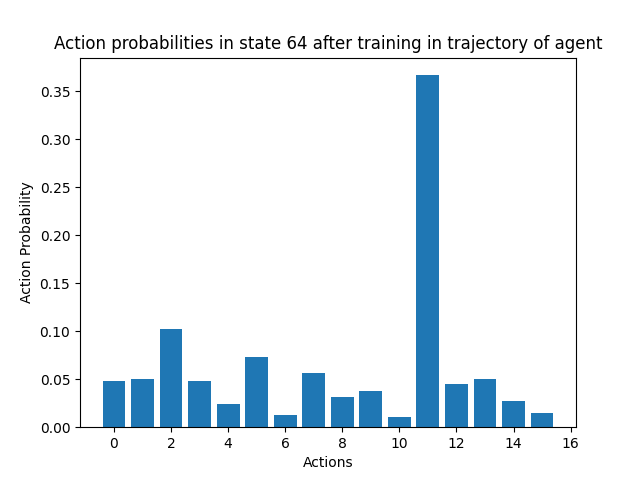 Action probabilities in state 64 after training in trajectory of agent
0.35
0.30
0.25
0.20
0.15
0.10
0.05
0.00
Action Probability
0 2 4 6 8 10 12 14 16
Actions